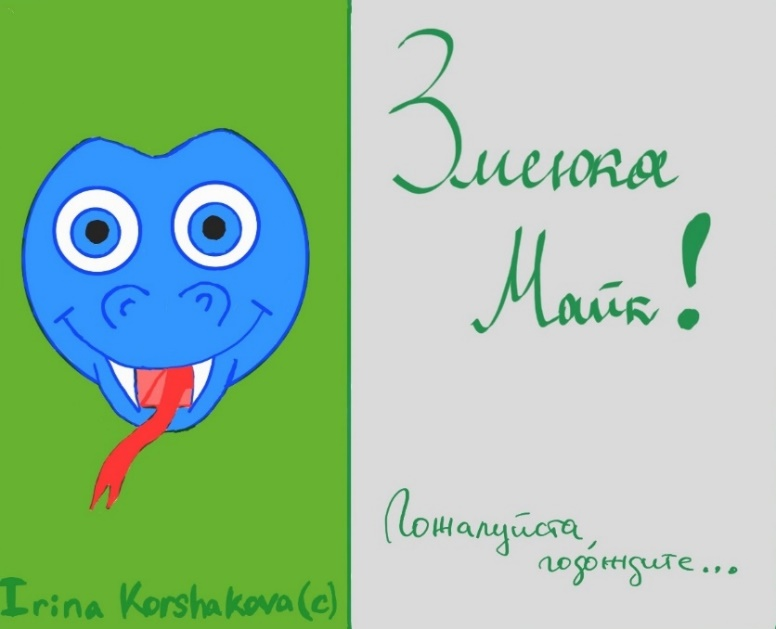 Змеюка
Майк!
Пожалуйста,
подождите...
Irina Korshakova(c)